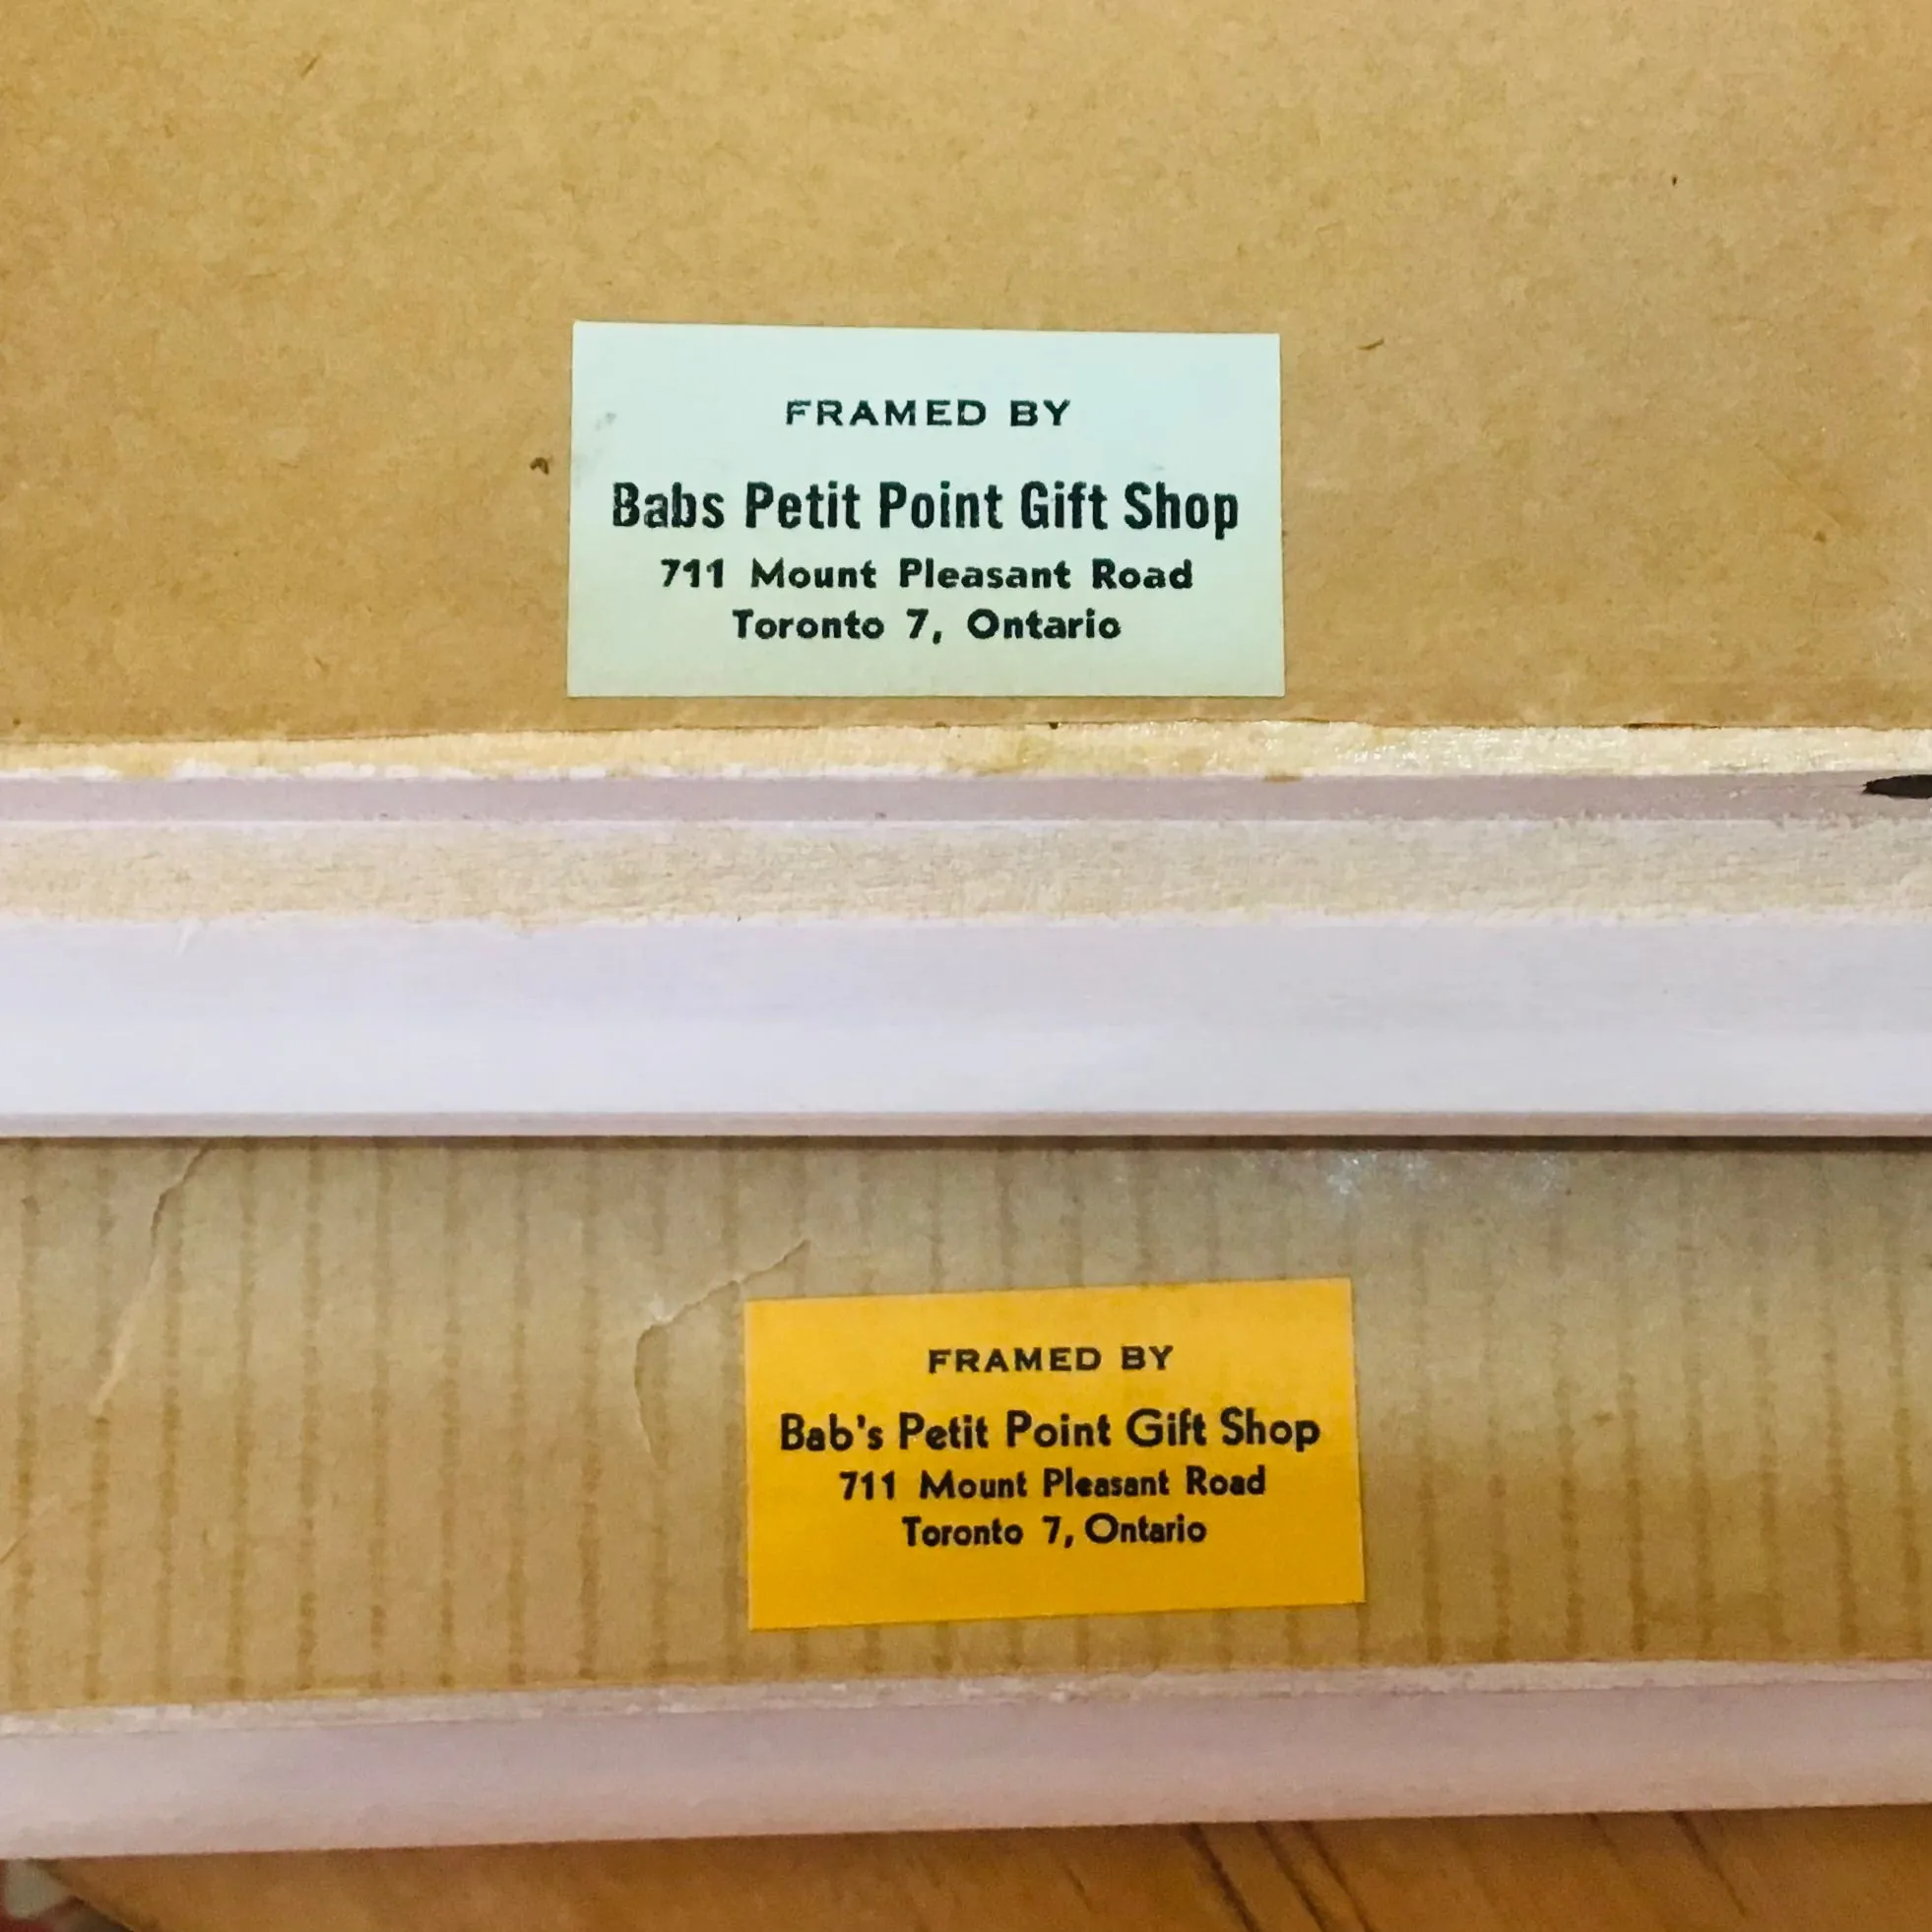 FRAMED BY
Babs Petit Point Gift Shop
711 Mount Pleasant Road
Toronto 7, Ontario
FRAMED BY
Bab's Petit Point Gift Shop
711 Mount Pleasant Road
Toronto 7, Ontario